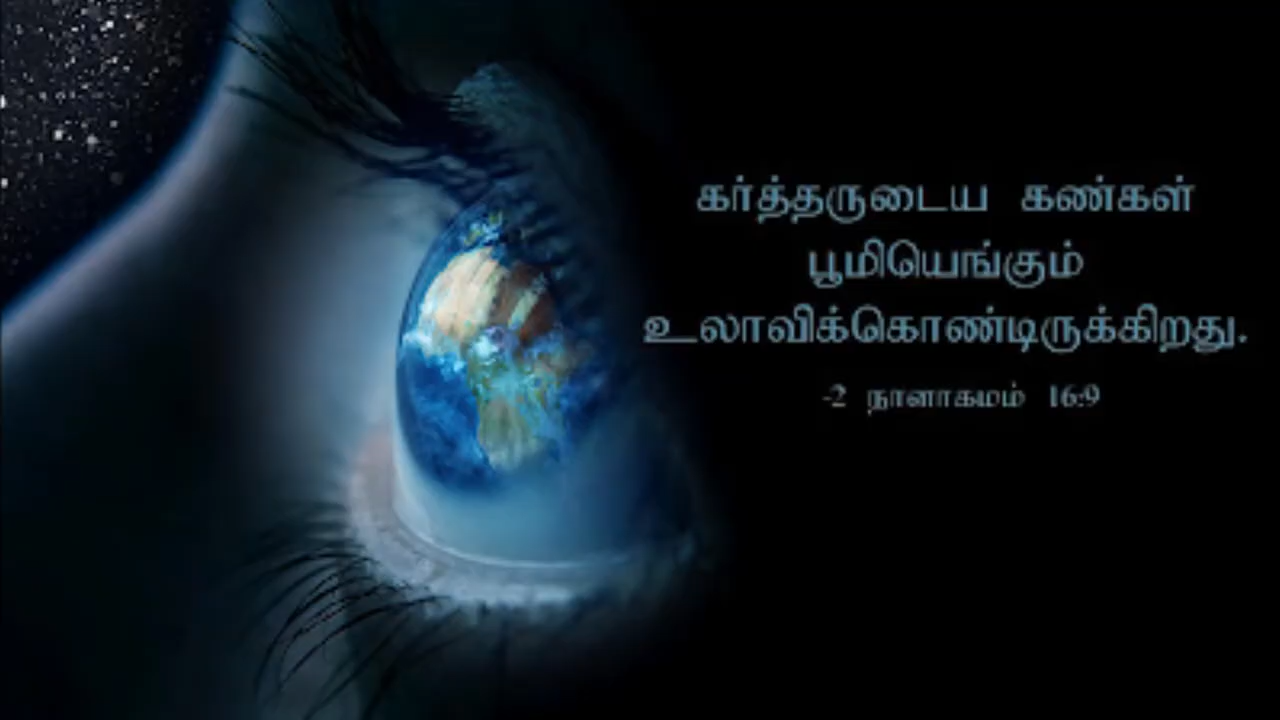 கர்த்தருடைய கண்கள்
பூமியெங்கும்
உலாவிக்கொண்டிருக்கிறது.
-2 நாளாகமம் 16:9